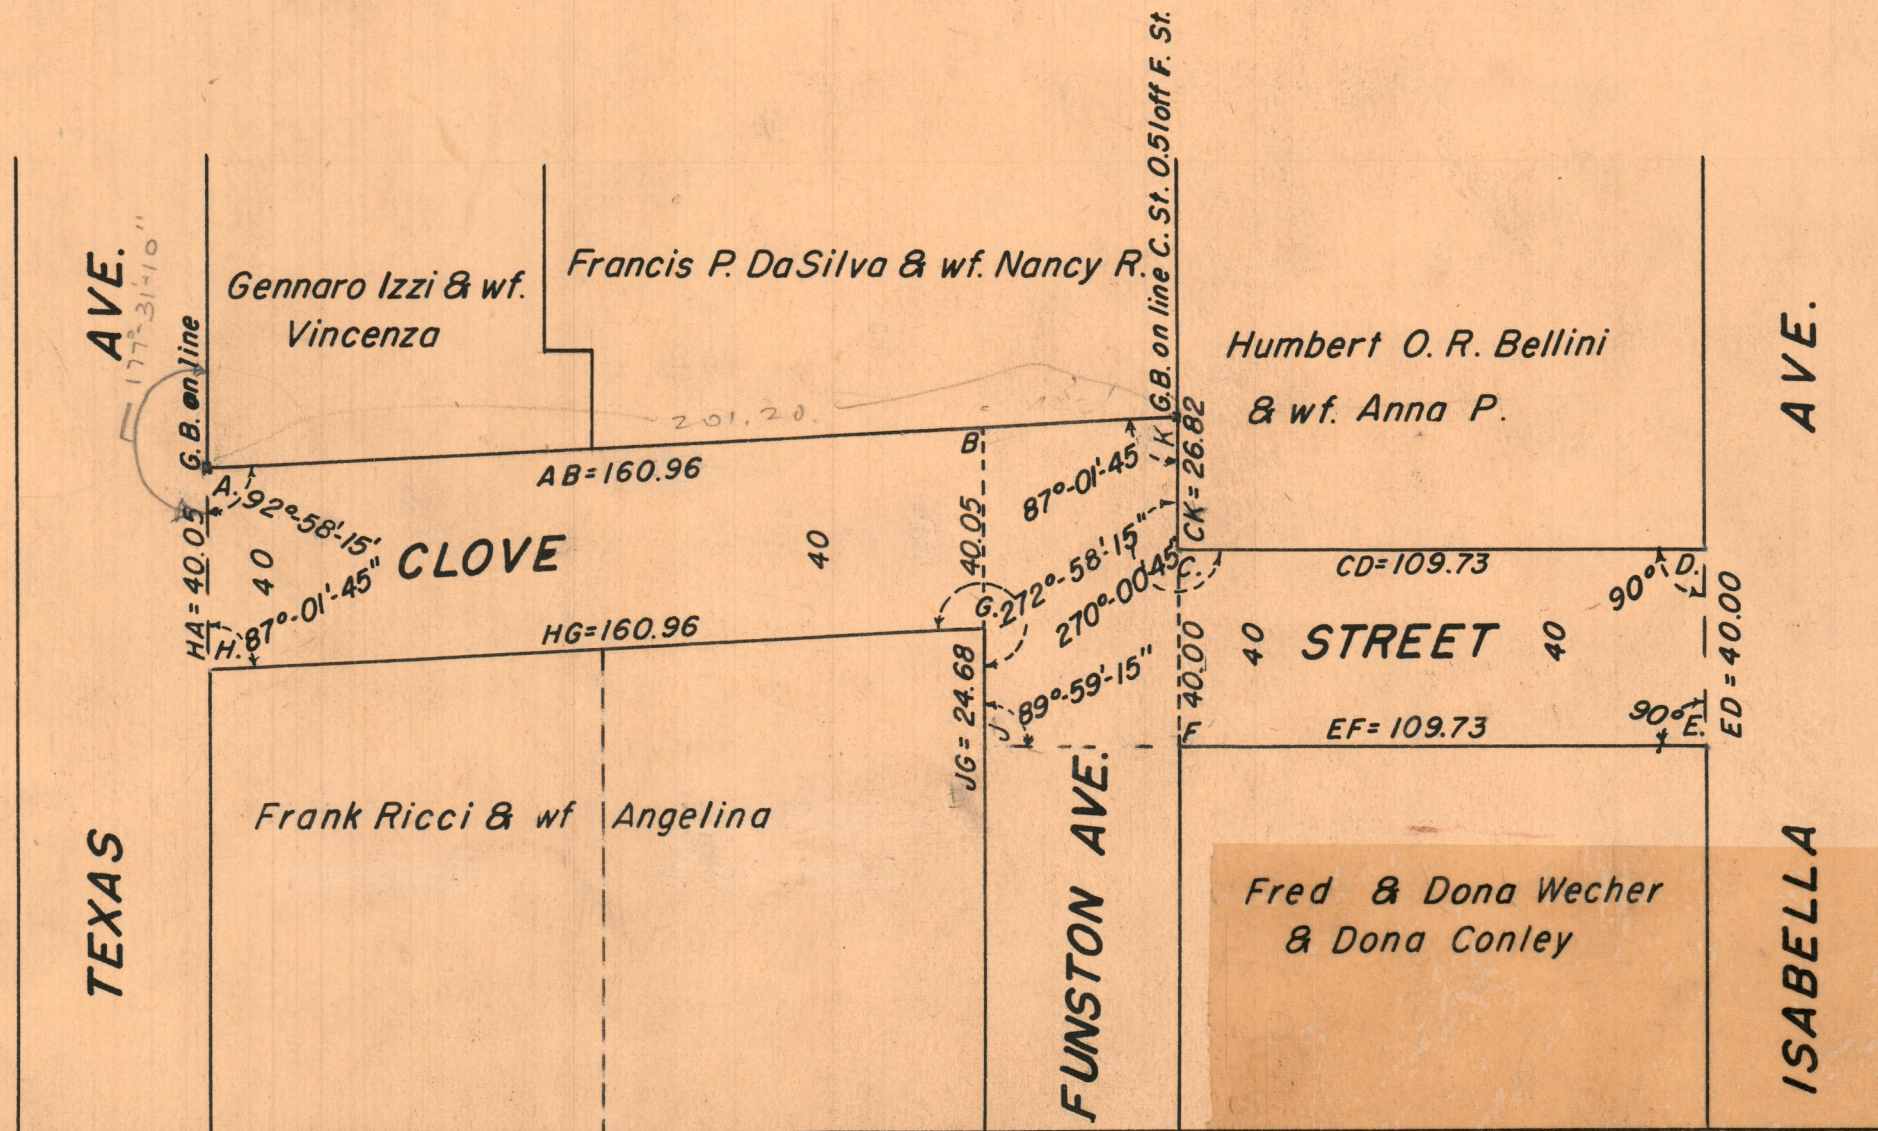 TEXAS AVE.
177°-31'-10"
G. B. on line
Gennaro Izzi & wf.
Vincenza
Francis P. DaSilva & wf. Nancy R.
G.B. on line C. St. 0.51 off F. St.
Humbert O. R. Bellini
& wf. Anna P.
ISABELLA AVE.
201.20.
A.
92°-58'-15'
AB=160.96
B
K
87°-01'-45
CK= 26.82
HA= 40.05
40
CLOVE
40
40.05
272°-58'-15"
270°-00'45"
C.
CD=109.73
90°
D.
H.
87°-01'-45"
HG=160.96
G.
JG= 24.68
J
89°-59'-15"
40.00
40
STREET
40
ED = 40.00
F
EF= 109.73
90°
E.
Frank Ricci & wf Angelina
FUNSTON AVE.
Fred & Dona Wecher
& Dona Conley